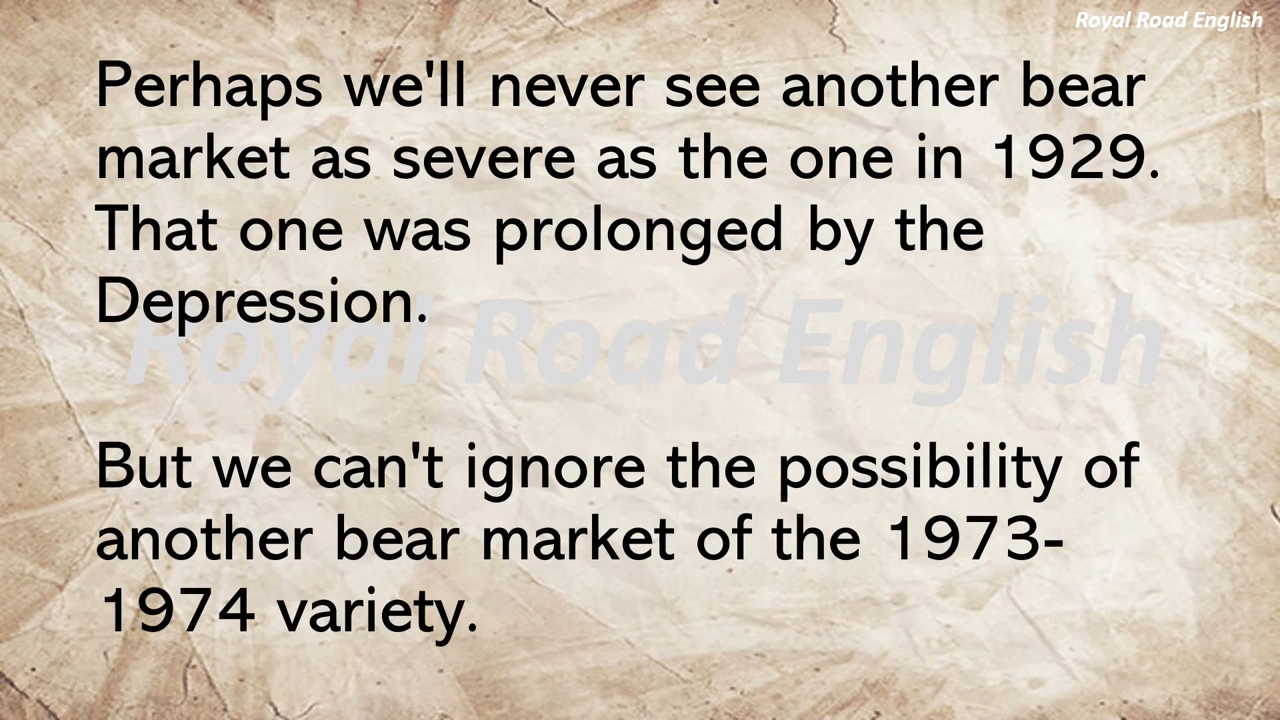 Royal Road English
Perhaps we'll never see another bear
market as severe as the one in 1929.
That one was prolonged by the
Depression.
Royal Road English
But we can't ignore the possibility of
another bear market of the 1973-
1974 variety.